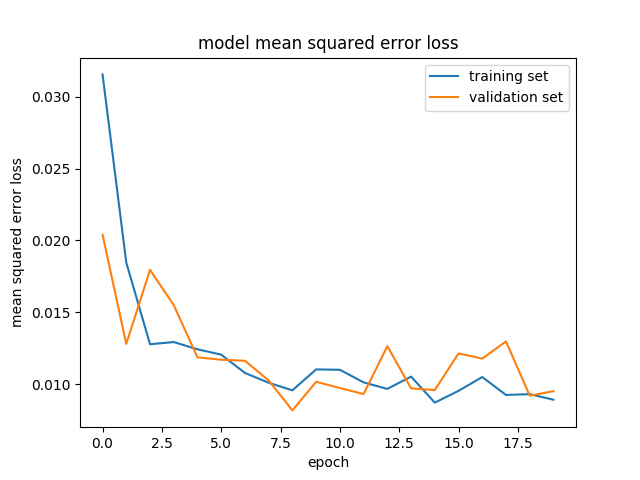 model mean squared error loss
training set
validation set
mean squared error loss
0.030
0.025
0.020
0.015
0.010
0.0
2.5
5.0
7.5
10.0
12.5
15.0
17.5
epoch